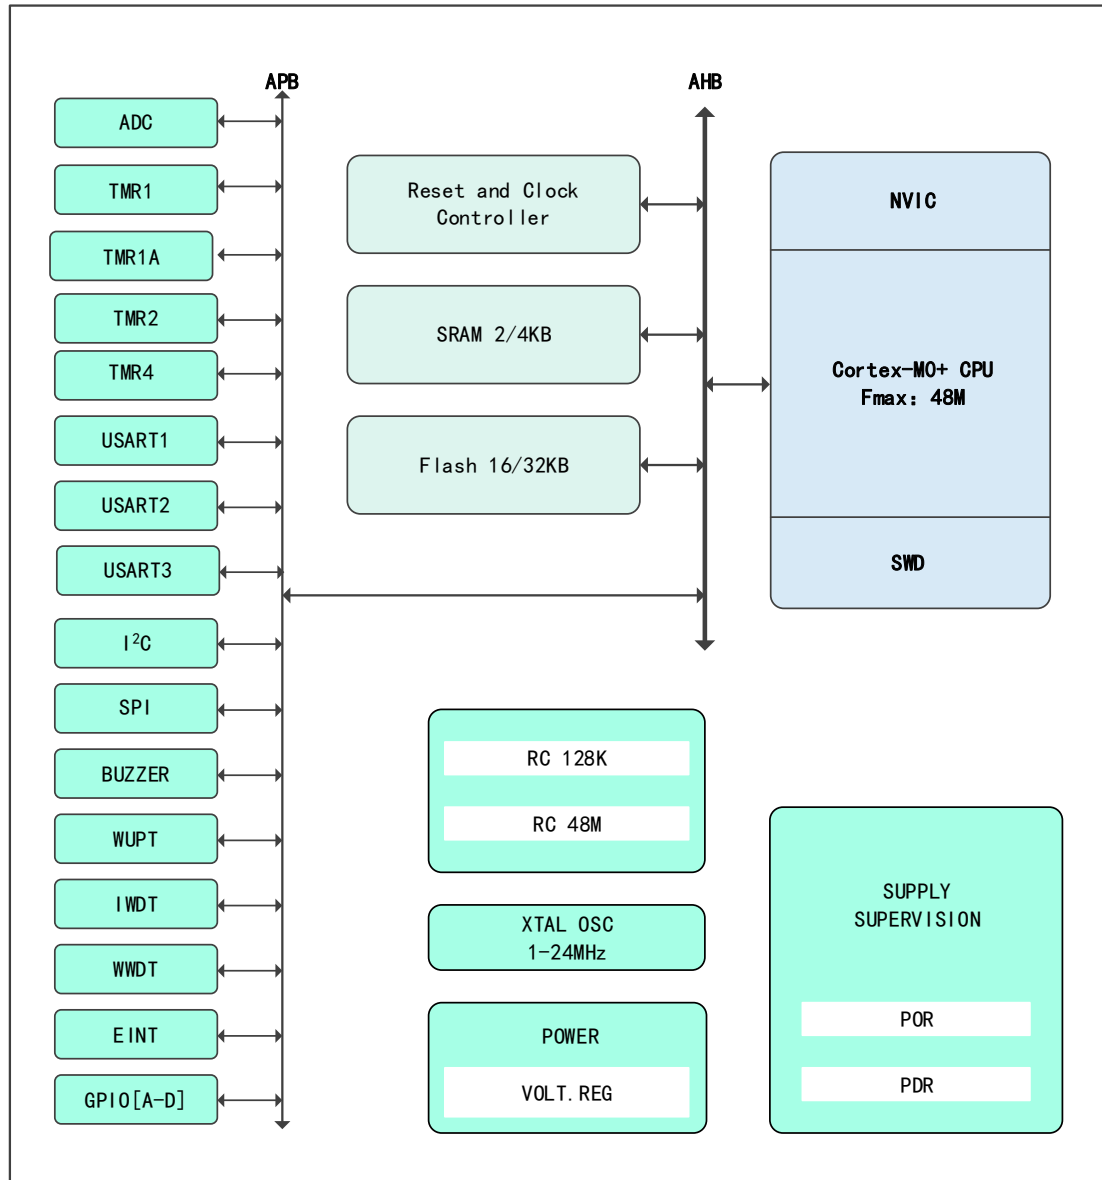 APB
ADC
TMR1
TMR1A
TMR2
TMR4
USART1
USART2
USART3
I²C
SPI
BUZZER
WUPT
IWDT
WWDT
EINT
GPIO[A-D]
AHB
Reset and Clock
Controller
SRAM 2/4KB
Flash 16/32KB
NVIC
Cortex-M0+ CPU
Fmax: 48M
SWD
RC 128K
RC 48M
XTAL OSC
1-24MHz
POWER
VOLT.REG
SUPPLY
SUPERVISION
POR
PDR